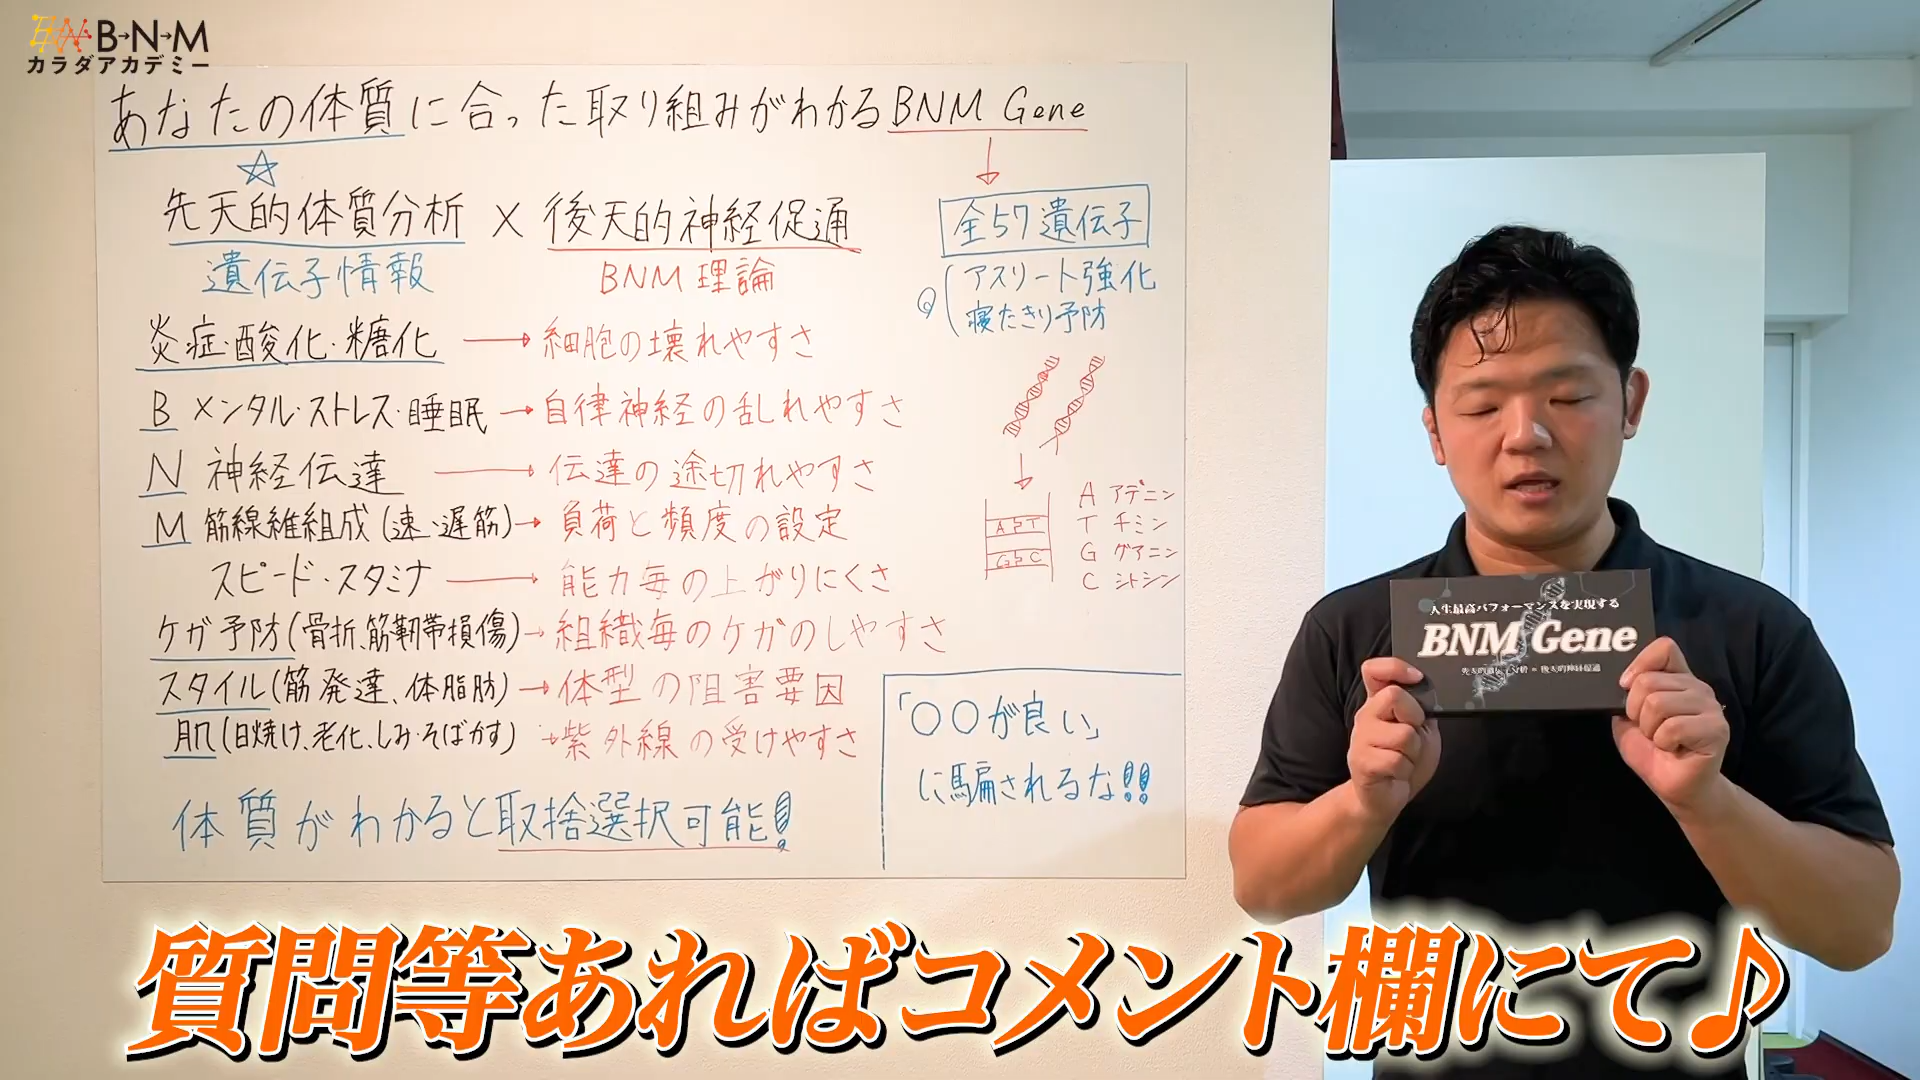 B→N→M
カラダアカデミー
あなたの体質に合った取り組みがわかるBNM Gene
先天的体質分析 × 後天的神経促通
遺伝子情報 BNM理論
炎症・酸化・糖化 → 細胞の壊れやすさ
B メンタル・ストレス・睡眠 → 自律神経の乱れやすさ
N 神経伝達 → 伝達の途切れやすさ
M 筋線維組成(速・遅筋) → 負荷と頻度の設定
スピード・スタミナ → 能力毎の上がりにくさ
ケガ予防(骨折、筋靭帯損傷) → 組織毎のケガのしやすさ
スタイル(筋発達、体脂肪) → 体型の阻害要因
肌(日焼け、老化、しみ・そばかす) → 紫外線の受けやすさ
体質がわかると取捨選択可能!
全57遺伝子
アスリート強化
寝たきり予防
A T
G C
A アデニン
T チミン
G グアニン
C シトシン
「○○が良い」
に騙されるな!!
人生最高パフォーマンスを実現する
BNM Gene
質問等あればコメント欄にて♪